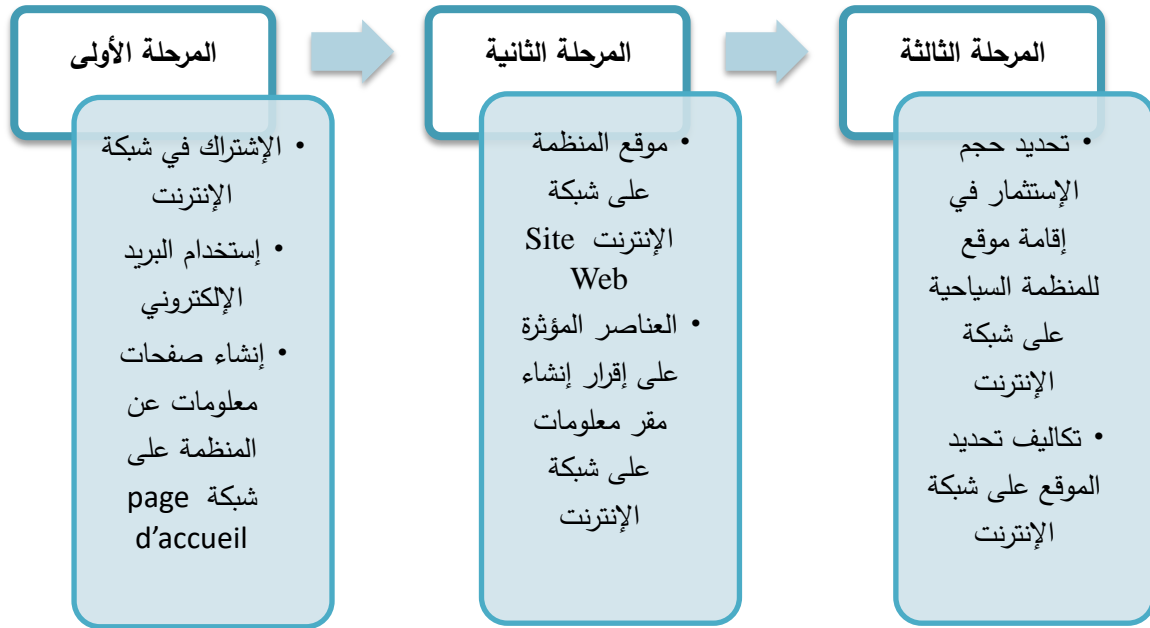 المرحلة الأولى
• الإشتراك في شبكة
الإنترنت
• إستخدام البريد
الإلكتروني
• إنشاء صفحات
معلومات عن
المنظمة على
شبكة page
d’accueil
المرحلة الثانية
• موقع المنظمة
على شبكة
الإنترنت Site
Web
• العناصر المؤثرة
على إقرار إنشاء
مقر معلومات
على شبكة
الإنترنت
المرحلة الثالثة
• تحديد حجم
الإستثمار في
إقامة موقع
للمنظمة السياحية
على شبكة
الإنترنت
• تكاليف تحديد
الموقع على شبكة
الإنترنت